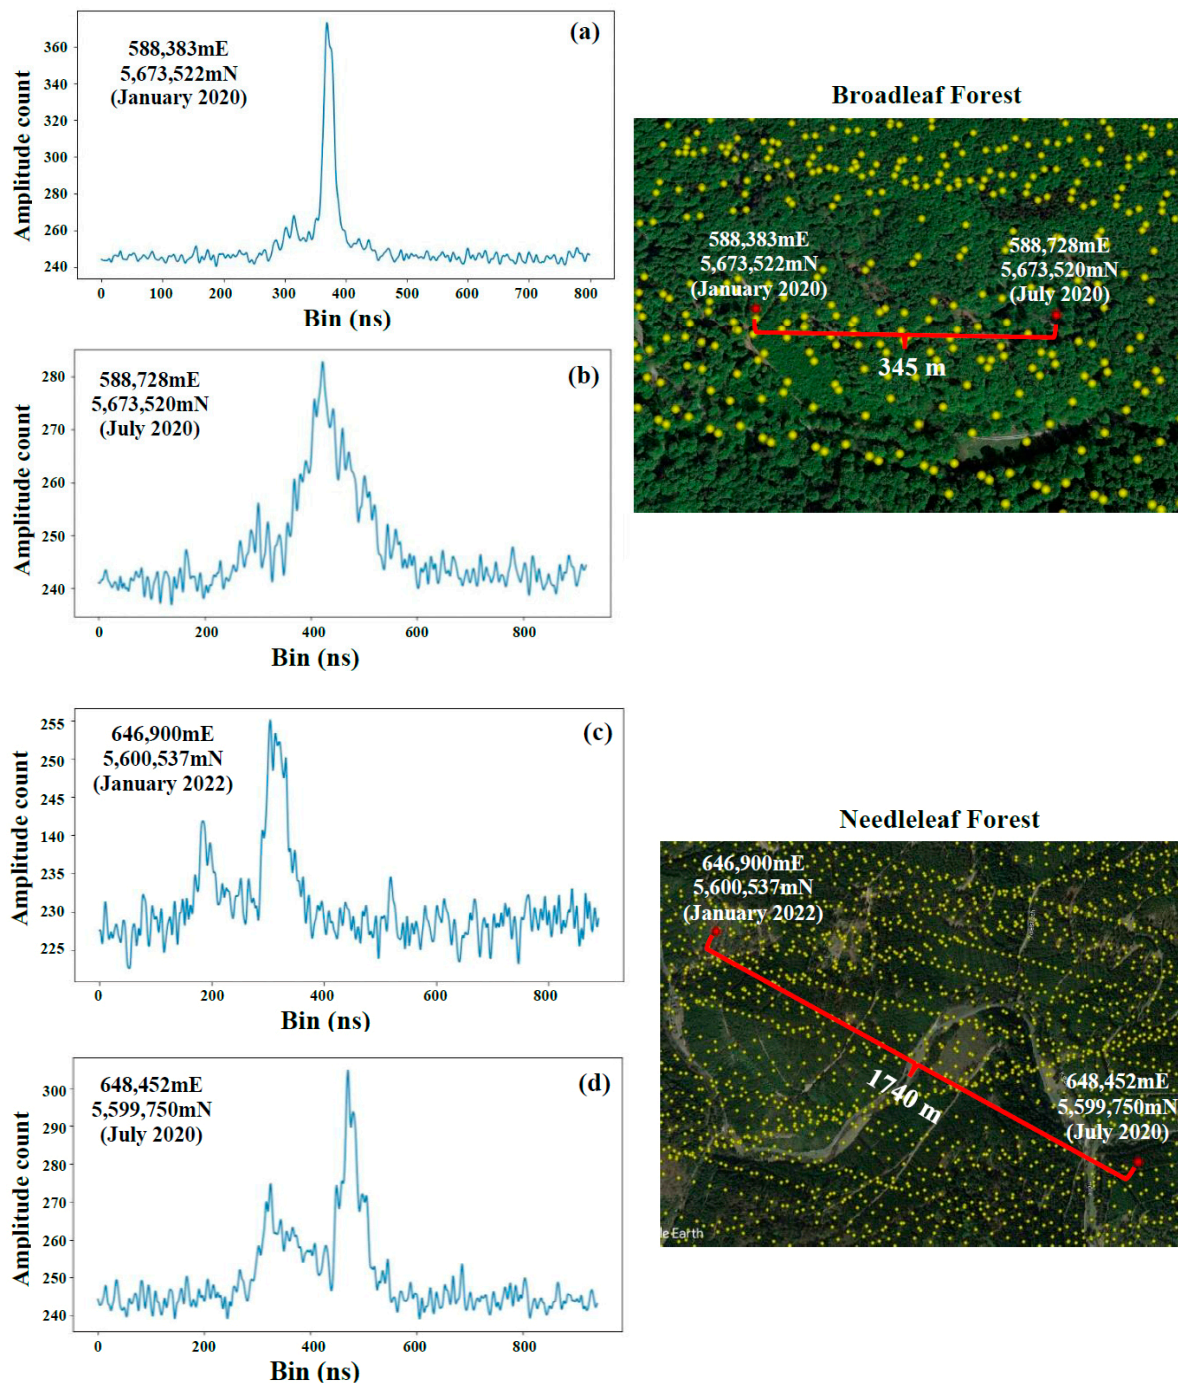 (a)
588,383mE
5,673,522mN
(January 2020)
Amplitude count
360
340
320
300
280
260
240
0 100 200 300 400 500 600 700 800
Bin (ns)
Broadleaf Forest
588,383mE
5,673,522mN
(January 2020)
588,728mE
5,673,520mN
(July 2020)
345 m
(b)
588,728mE
5,673,520mN
(July 2020)
Amplitude count
280
270
260
250
240
0 200 400 600 800
Bin (ns)
(c)
646,900mE
5,600,537mN
(January 2022)
Amplitude count
255
250
245
140
235
230
225
0 200 400 600 800
Bin (ns)
Needleleaf Forest
646,900mE
5,600,537mN
(January 2022)
1740 m
648,452mE
5,599,750mN
(July 2020)
le Earth
(d)
648,452mE
5,599,750mN
(July 2020)
Amplitude count
300
290
280
270
260
250
240
0 200 400 600 800
Bin (ns)